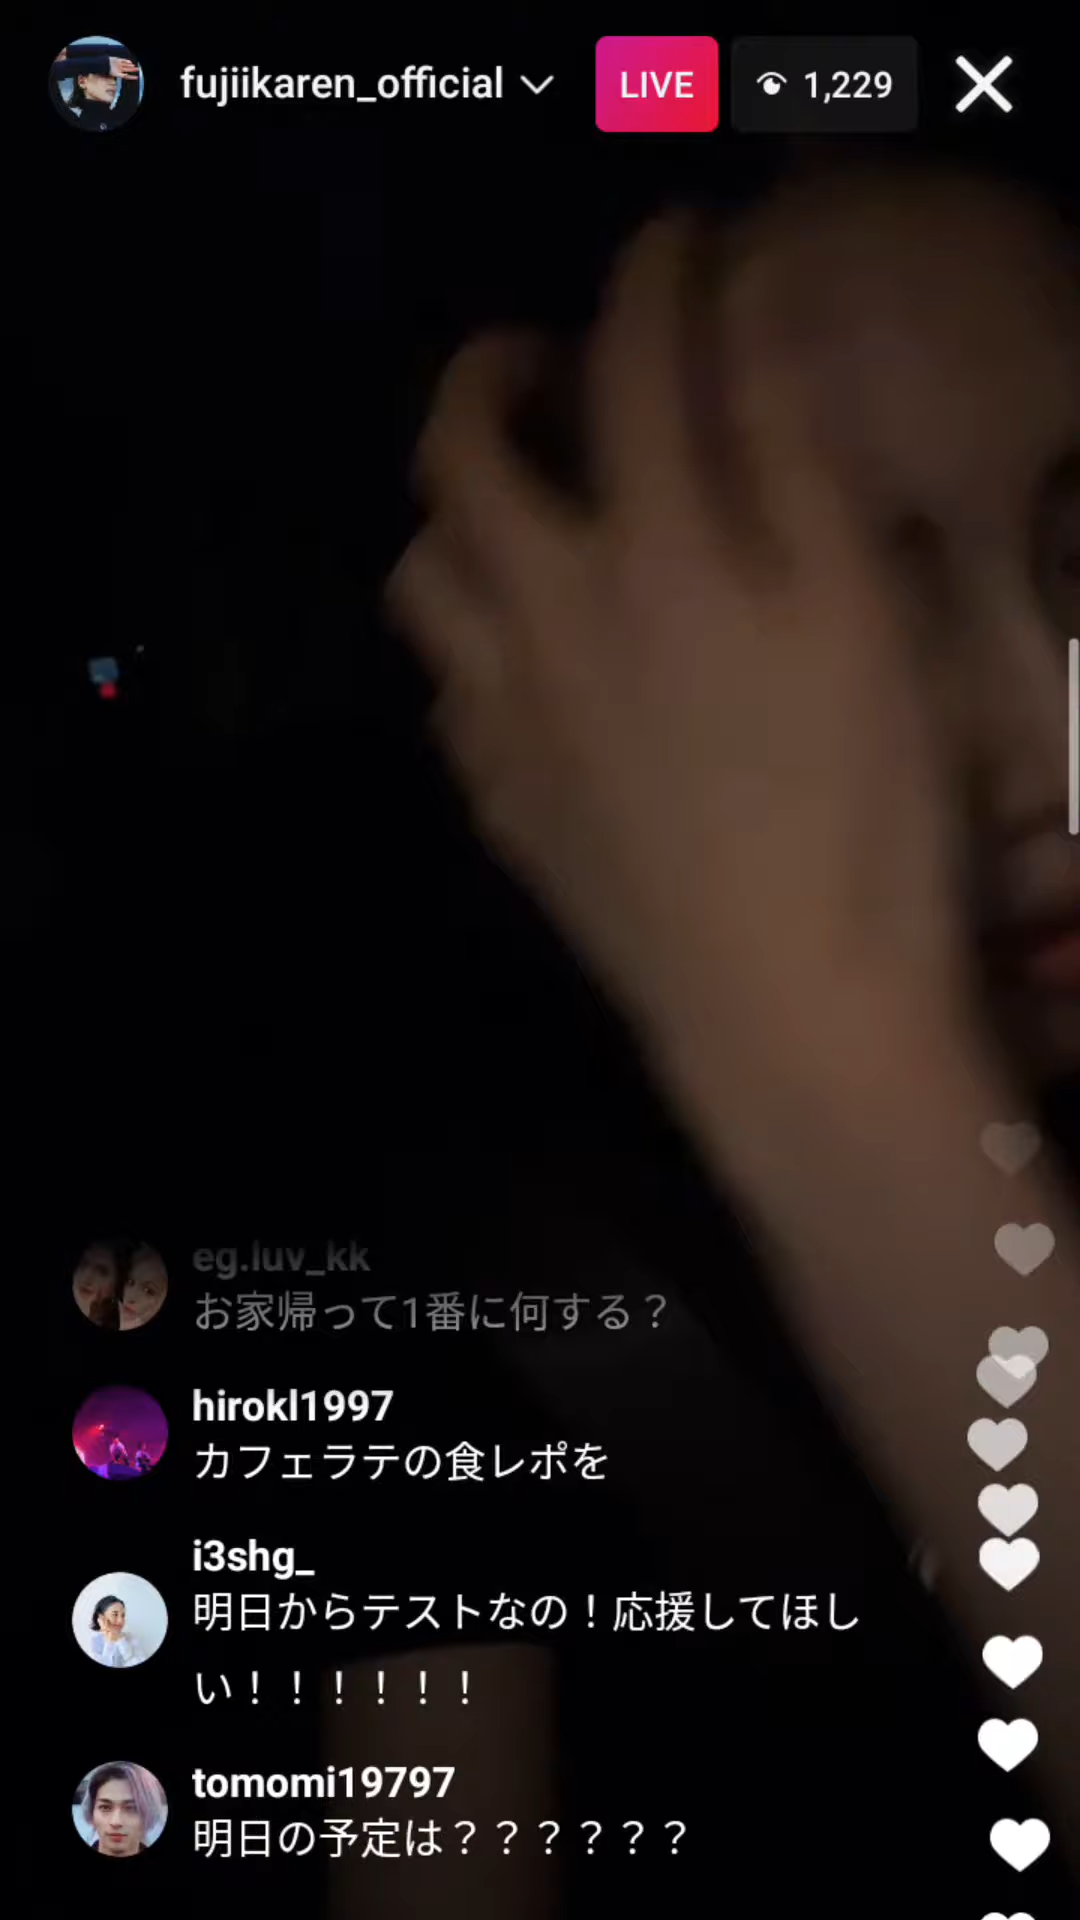 fujiikaren_official
LIVE
1,229
eg.luv_kk
お家帰って1番に何する？
hirokl1997
カフェラテの食レポを
i3shg_
明日からテストなの！応援してほし
い！！！！！！
tomomi19797
明日の予定は？？？？？？